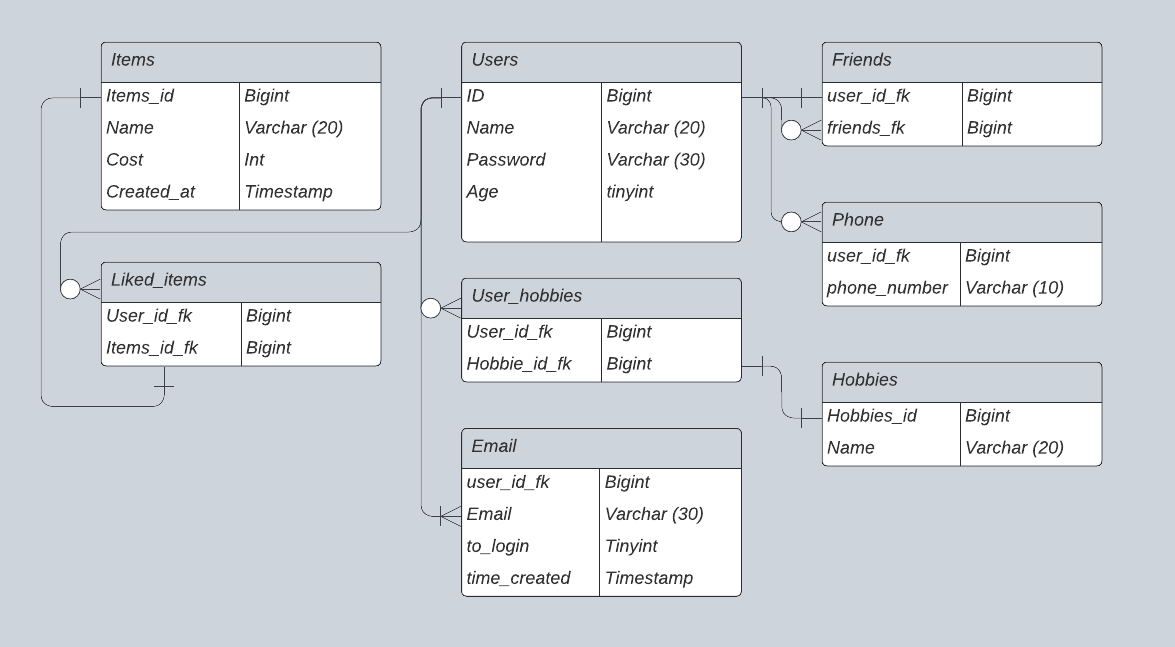 Items
Items_id Bigint
Name Varchar (20)
Cost Int
Created_at Timestamp
Liked_items
User_id_fk Bigint
Items_id_fk Bigint
Users
ID Bigint
Name Varchar (20)
Password Varchar (30)
Age tinyint
User_hobbies
User_id_fk Bigint
Hobbie_id_fk Bigint
Email
user_id_fk Bigint
Email Varchar (30)
to_login Tinyint
time_created Timestamp
Friends
user_id_fk Bigint
friends_fk Bigint
Phone
user_id_fk Bigint
phone_number Varchar (10)
Hobbies
Hobbies_id Bigint
Name Varchar (20)